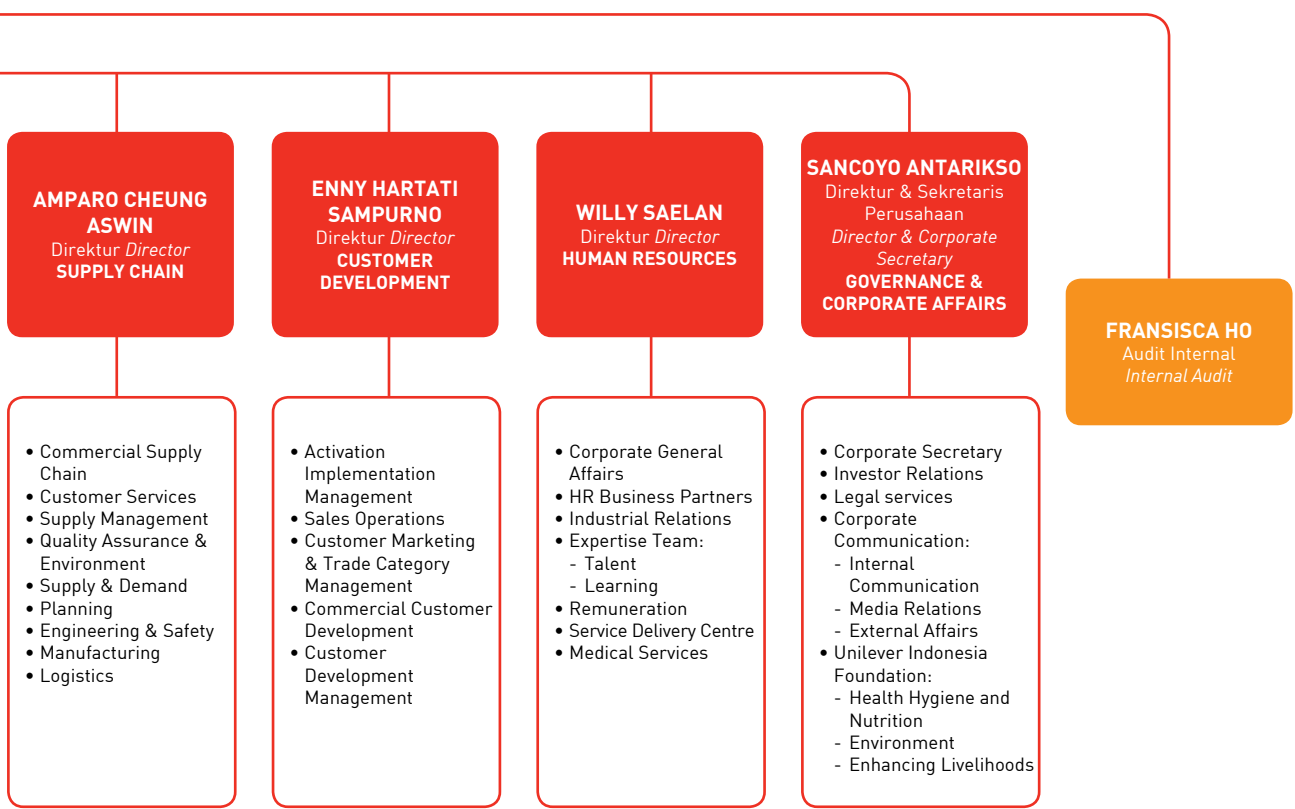 AMPARO CHEUNG
ASWIN
Direktur Director
SUPPLY CHAIN
ENNY HARTATI
SAMPURNO
Direktur Director
CUSTOMER
DEVELOPMENT
WILLY SAELAN
Direktur Director
HUMAN RESOURCES
SANCOYO ANTARIKSO
Direktur & Sekretaris
Perusahaan
Director & Corporate
Secretary
GOVERNANCE &
CORPORATE AFFAIRS
FRANSISCA HO
Audit Internal
Internal Audit
• Commercial Supply
Chain
• Customer Services
• Supply Management
• Quality Assurance &
Environment
• Supply & Demand
• Planning
• Engineering & Safety
• Manufacturing
• Logistics
• Activation
Implementation
Management
• Sales Operations
• Customer Marketing
& Trade Category
Management
• Commercial Customer
Development
• Customer
Development
Management
• Corporate General
Affairs
• HR Business Partners
• Industrial Relations
• Expertise Team:
- Talent
- Learning
• Remuneration
• Service Delivery Centre
• Medical Services
• Corporate Secretary
• Investor Relations
• Legal services
• Corporate
Communication:
- Internal
Communication
- Media Relations
- External Affairs
• Unilever Indonesia
Foundation:
- Health Hygiene and
Nutrition
- Environment
- Enhancing Livelihoods